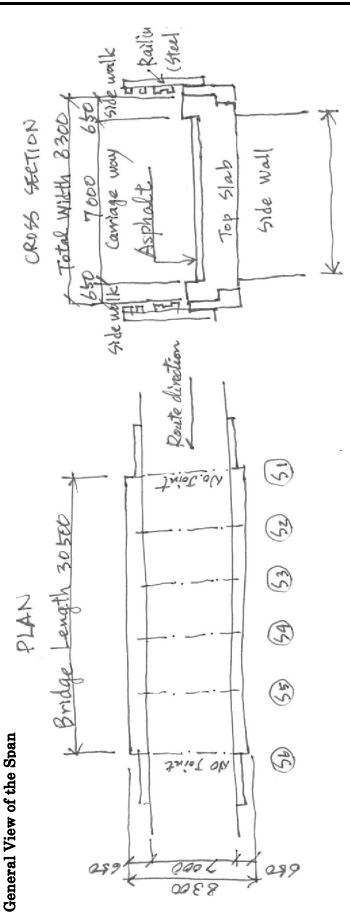 General View of the Span
PLAN
Bridge Length 30500
Route direction
No Joint
No. Joint
650
7000
650
8300
S6
S5
S4
S3
S2
S1
CROSS SECTION
Total Width 8300
650
7000
650
Side walk
Carriage way
Side walk
Railin
(Steel
Asphalt
Top Slab
Side Wall